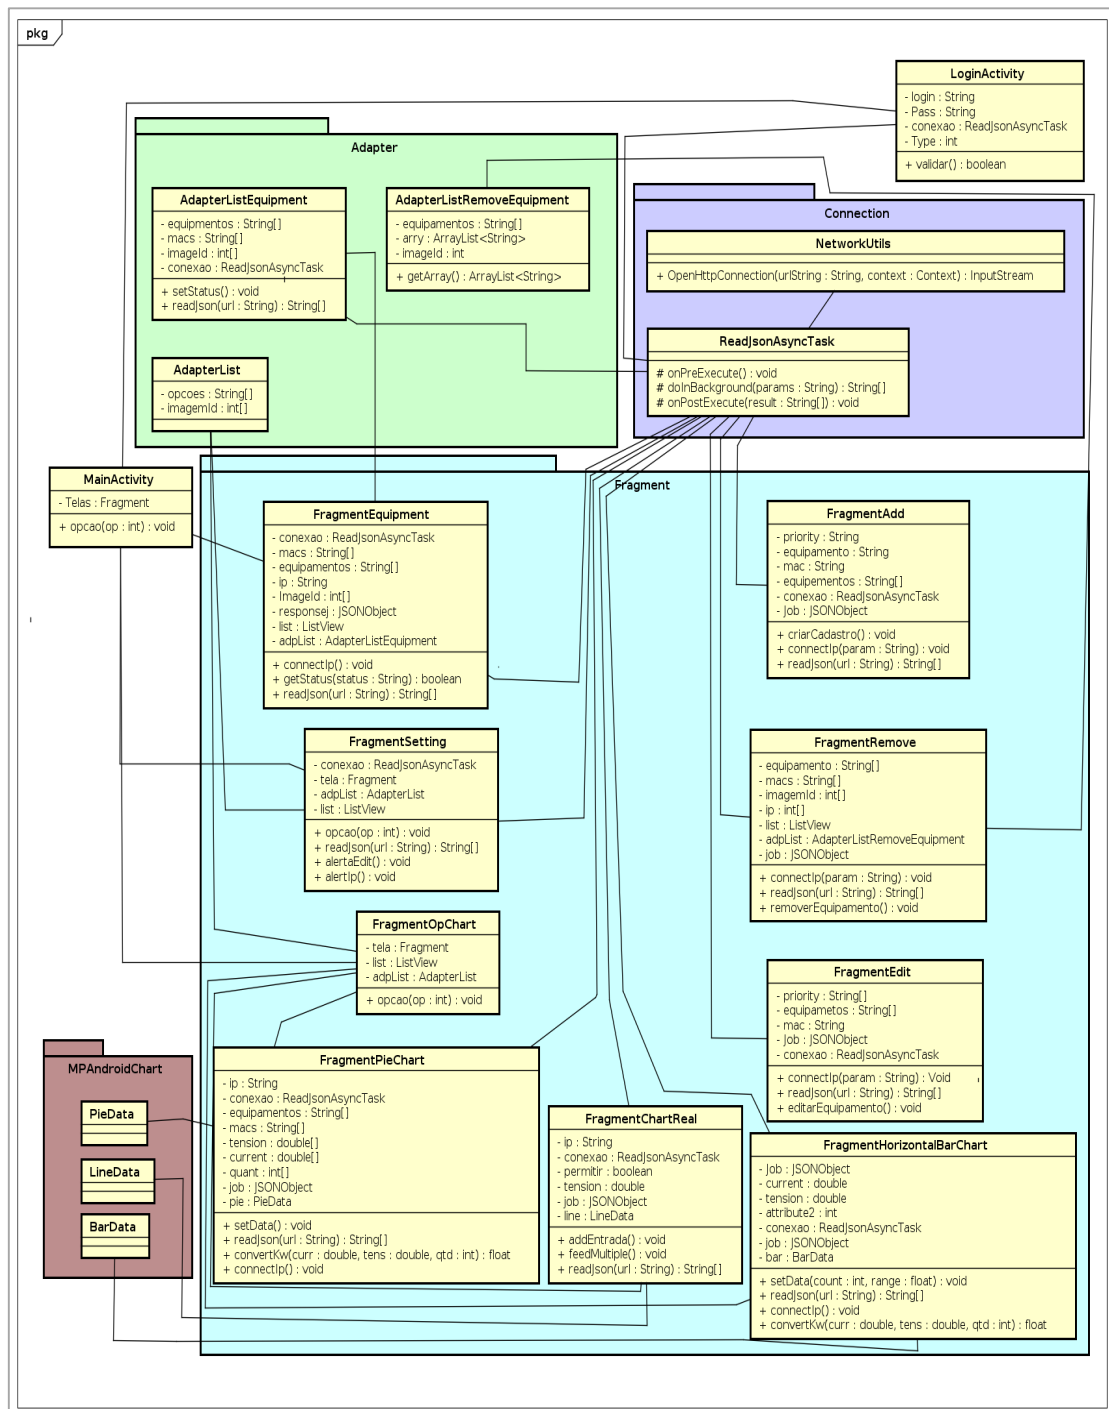 pkg
LoginActivity
- login : String
- Pass : String
- conexao : ReadJsonAsyncTask
- Type : int
+ validar() : boolean
Adapter
AdapterListEquipment
- equipmentos : String[]
- macs : String[]
- imageId : int[]
- conexao : ReadJsonAsyncTask
+ setStatus() : void
+ readJson(url : String) : String[]
AdapterListRemoveEquipment
- equipamentos : String[]
- arry : ArrayList<String>
- imageId : int
+ getArray() : ArrayList<String>
AdapterList
- opcoes : String[]
- imagemId : int[]
Connection
NetworkUtils
+ OpenHttpConnection(urlString : String, context : Context) : InputStream
ReadJsonAsyncTask
# onPreExecute() : void
# doInBackground(params : String) : String[]
# onPostExecute(result : String[]) : void
MainActivity
- Telas : Fragment
+ opcao(op : int) : void
Fragment
FragmentEquipment
- conexao : ReadJsonAsyncTask
- macs : String[]
- equipamentos : String[]
- ip : String
- ImageId : int[]
- responsej : JSONObject
- list : ListView
- adpList : AdapterListEquipment
+ connectIp() : void
+ getStatus(status : String) : boolean
+ readJson(url : String) : String[]
FragmentAdd
- priority : String
- equipamento : String
- mac : String
- equipementos : String[]
- conexao : ReadJsonAsyncTask
- Job : JSONObject
+ criarCadastro() : void
+ connectIp(param : String) : void
+ readJson(url : String) : String[]
FragmentSetting
- conexao : ReadJsonAsyncTask
- tela : Fragment
- adpList : AdapterList
- list : ListView
+ opcao(op : int) : void
+ readJson(url : String) : String[]
+ alertaEdit() : void
+ alertIp() : void
FragmentRemove
- equipamento : String[]
- macs : String[]
- imagemId : int[]
- ip : int[]
- list : ListView
- adpList : AdapterListRemoveEquipment
- job : JSONObject
+ connectIp(param : String) : void
+ readJson(url : String) : String[]
+ removerEquipamento() : void
FragmentOpChart
- tela : Fragment
- list : ListView
- adpList : AdapterList
+ opcao(op : int) : void
FragmentEdit
- priority : String[]
- equipametos : String[]
- mac : String
- Job : JSONObject
- conexao : ReadJsonAsyncTask
+ connectIp(param : String) : Void
+ readJson(url : String) : String[]
+ editarEquipamento() : void
MPAndroidChart
PieData
LineData
BarData
FragmentPieChart
- ip : String
- conexao : ReadJsonAsyncTask
- equipamentos : String[]
- macs : String[]
- tension : double[]
- current : double[]
- quant : int[]
- job : JSONObject
- pie : PieData
+ setData() : void
+ readJson(url : String) : String[]
+ convertKw(curr : double, tens : double, qtd : int) : float
+ connectIp() : void
FragmentChartReal
- ip : String
- conexao : ReadJsonAsyncTask
- permitir : boolean
- tension : double
- job : JSONObject
- line : LineData
+ addEntrada() : void
+ feedMultiple() : void
+ readJson(url : String) : String[]
FragmentHorizontalBarChart
- Job : JSONObject
- current : double
- tension : double
- attribute2 : int
- conexao : ReadJsonAsyncTask
- job : JSONObject
- bar : BarData
+ setData(count : int, range : float) : void
+ readJson(url : String) : String[]
+ connectIp() : void
+ convertKw(curr : double, tens : double, qtd : int) : float